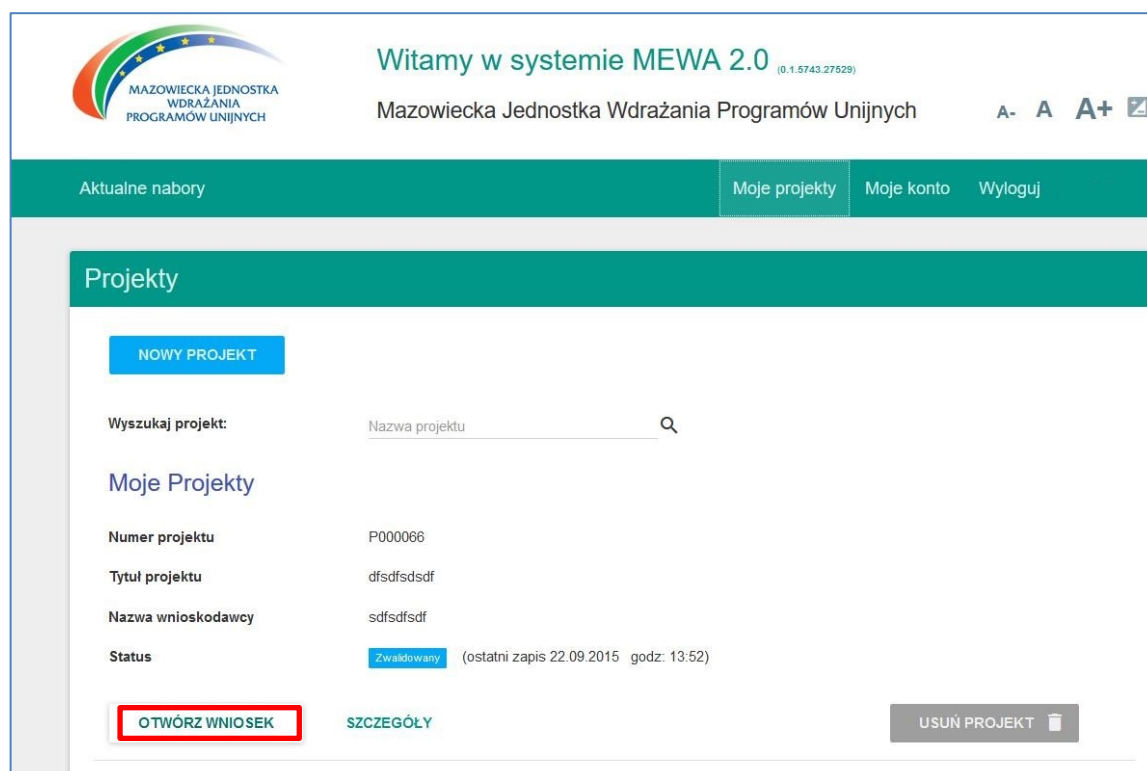 MAZOWIECKA JEDNOSTKA
WDRAŻANIA
PROGRAMÓW UNIJNYCH
Witamy w systemie MEWA 2.0 (0.1.5743.27529)
Mazowiecka Jednostka Wdrażania Programów Unijnych
A- A A+
Aktualne nabory Moje projekty Moje konto Wyloguj
Projekty
NOWY PROJEKT
Wyszukaj projekt: Nazwa projektu
Moje Projekty
Numer projektu P000066
Tytuł projektu dfsdfsdsdf
Nazwa wnioskodawcy sdfsdfsdf
Status Zwalidowany (ostatni zapis 22.09.2015 godz: 13:52)
OTWÓRZ WNIOSEK SZCZEGÓŁY USUŃ PROJEKT